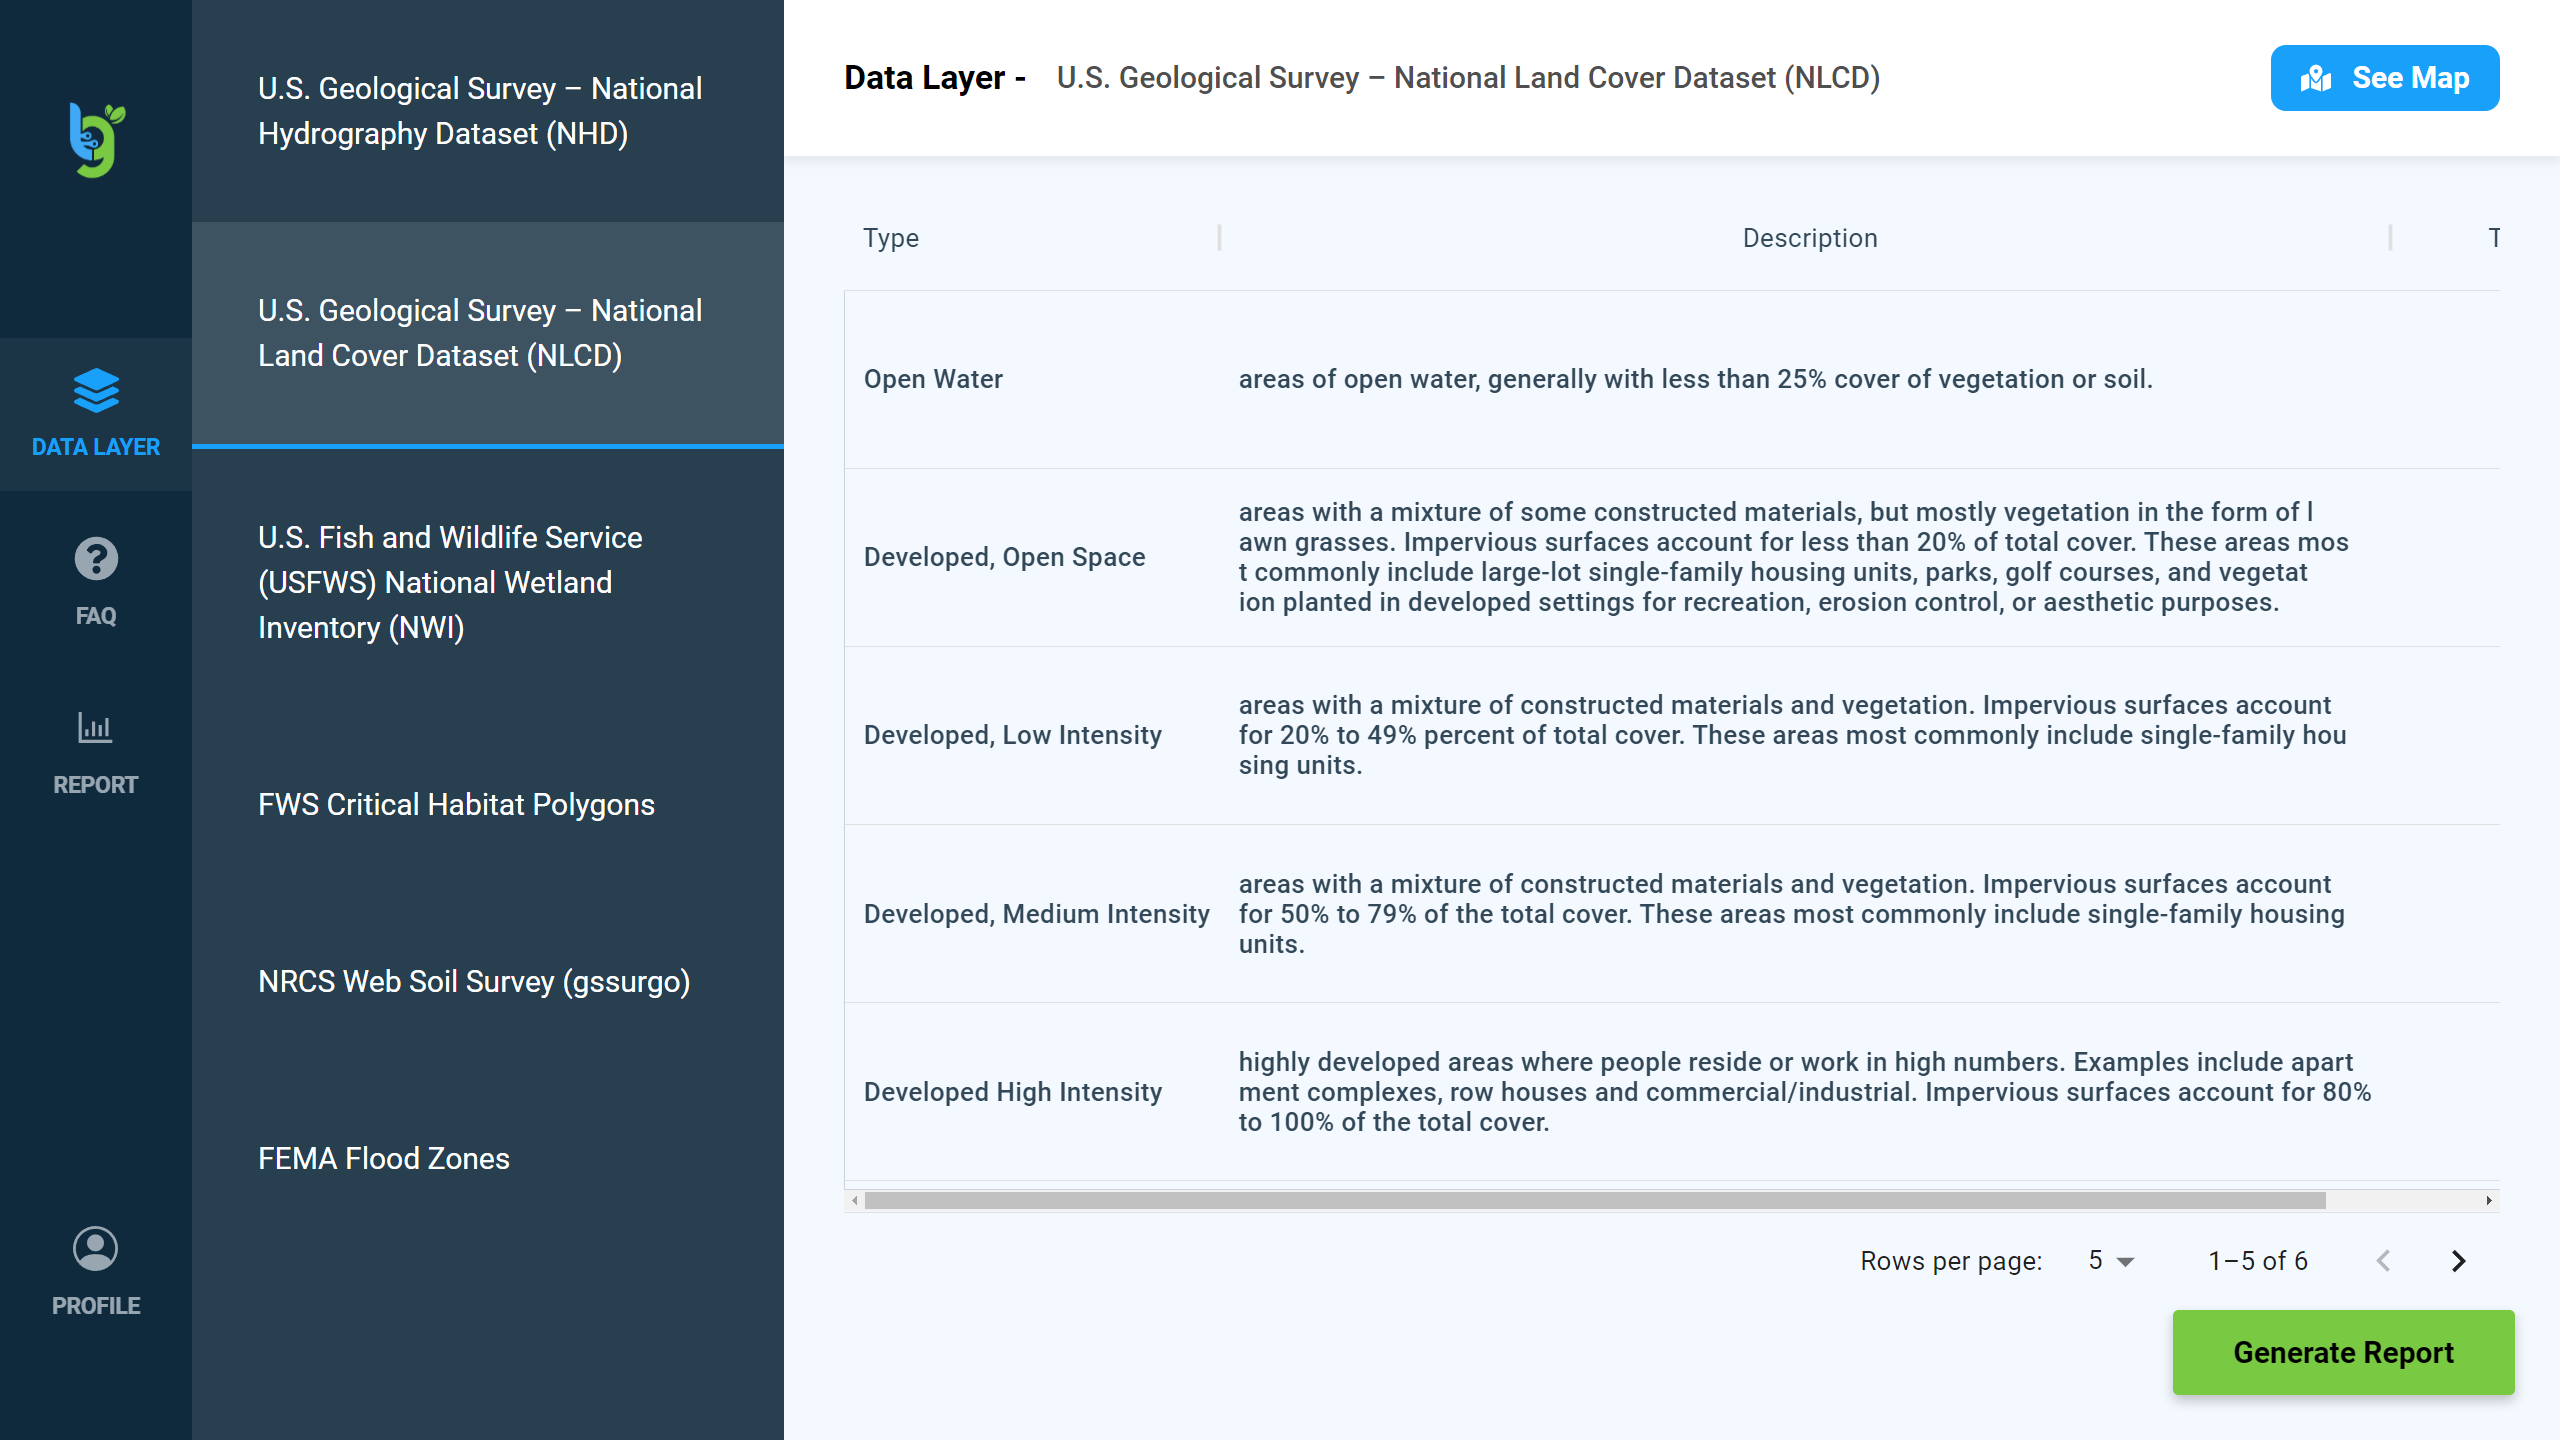 U.S. Geological Survey – National
Hydrography Dataset (NHD)
U.S. Geological Survey – National
Land Cover Dataset (NLCD)
DATA LAYER
U.S. Fish and Wildlife Service
(USFWS) National Wetland
Inventory (NWI)
FAQ
REPORT
FWS Critical Habitat Polygons
NRCS Web Soil Survey (gssurgo)
FEMA Flood Zones
PROFILE
Data Layer - U.S. Geological Survey – National Land Cover Dataset (NLCD)
See Map
Type Description T
Open Water
areas of open water, generally with less than 25% cover of vegetation or soil.
Developed, Open Space
areas with a mixture of some constructed materials, but mostly vegetation in the form of l
awn grasses. Impervious surfaces account for less than 20% of total cover. These areas mos
t commonly include large-lot single-family housing units, parks, golf courses, and vegetat
ion planted in developed settings for recreation, erosion control, or aesthetic purposes.
Developed, Low Intensity
areas with a mixture of constructed materials and vegetation. Impervious surfaces account
for 20% to 49% percent of total cover. These areas most commonly include single-family hou
sing units.
Developed, Medium Intensity
areas with a mixture of constructed materials and vegetation. Impervious surfaces account
for 50% to 79% of the total cover. These areas most commonly include single-family housing
units.
Developed High Intensity
highly developed areas where people reside or work in high numbers. Examples include apart
ment complexes, row houses and commercial/industrial. Impervious surfaces account for 80%
to 100% of the total cover.
Rows per page: 5 1–5 of 6
Generate Report